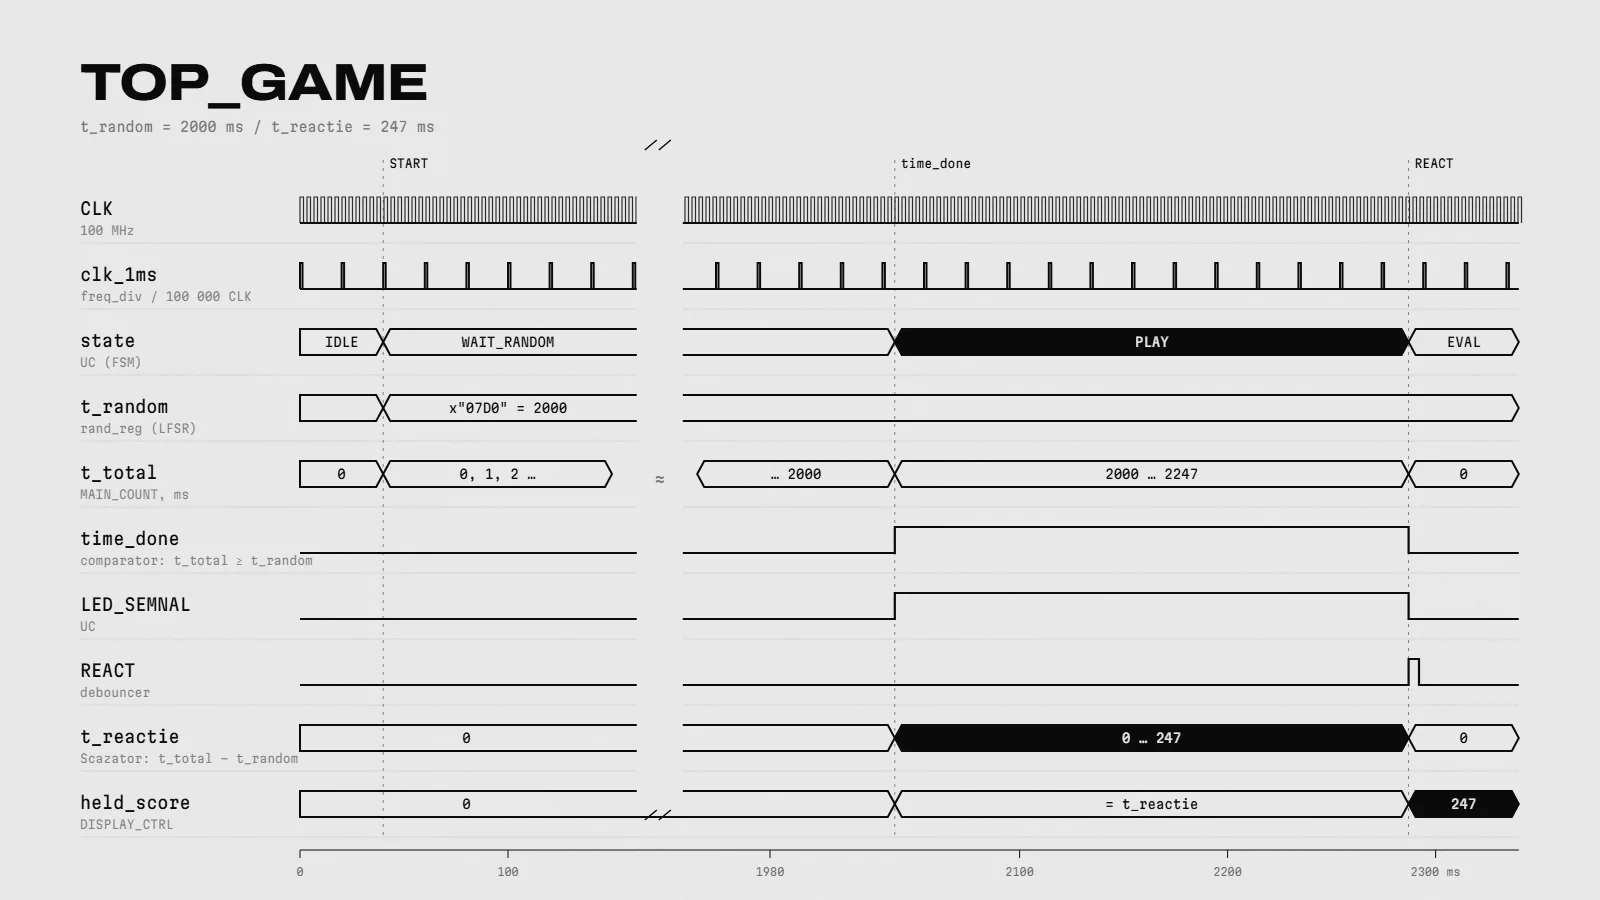 TOP_GAME
t_random = 2000 ms / t_reactie = 247 ms
START
time_done
REACT
CLK
100 MHz
clk_1ms
freq_div / 100 000 CLK
state
IDLE
WAIT_RANDOM
PLAY
EVAL
UC (FSM)
t_random
x"07D0" = 2000
rand_reg (LFSR)
t_total
0
0, 1, 2 …
≈
… 2000
2000 … 2247
0
MAIN_COUNT, ms
time_done
comparator: t_total ≥ t_random
LED_SEMNAL
UC
REACT
debouncer
t_reactie
0
0 … 247
0
Scazator: t_total − t_random
held_score
0
= t_reactie
247
DISPLAY_CTRL
0
100
1980
2100
2200
2300 ms